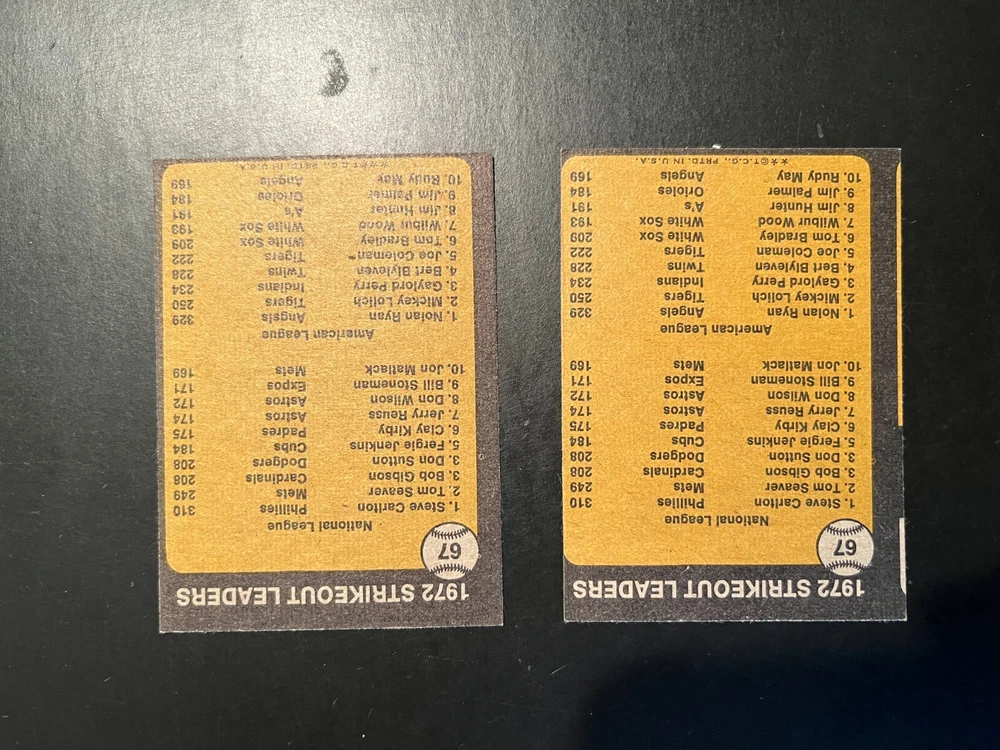 1972 STRIKEOUT LEADERS
67
National League
1. Steve Carlton Phillies 310
2. Tom Seaver Mets 249
3. Bob Gibson Cardinals 208
3. Don Sutton Dodgers 208
5. Fergie Jenkins Cubs 184
6. Clay Kirby Padres 175
7. Jerry Reuss Astros 174
8. Don Wilson Astros 172
9. Bill Stoneman Expos 171
10. Jon Matlack Mets 169
American League
1. Nolan Ryan Angels 329
2. Mickey Lolich Tigers 250
3. Gaylord Perry Indians 234
4. Bert Blyleven Twins 228
5. Joe Coleman Tigers 222
6. Tom Bradley White Sox 209
7. Wilbur Wood White Sox 193
8. Jim Hunter A's 191
9. Jim Palmer Orioles 184
10. Rudy May Angels 169
**©T.C.G., PRTD. IN U.S.A.
1972 STRIKEOUT LEADERS
67
National League
1. Steve Carlton Phillies 310
2. Tom Seaver Mets 249
3. Bob Gibson Cardinals 208
3. Don Sutton Dodgers 208
5. Fergie Jenkins Cubs 184
6. Clay Kirby Padres 175
7. Jerry Reuss Astros 174
8. Don Wilson Astros 172
9. Bill Stoneman Expos 171
10. Jon Matlack Mets 169
American League
1. Nolan Ryan Angels 329
2. Mickey Lolich Tigers 250
3. Gaylord Perry Indians 234
4. Bert Blyleven Twins 228
5. Joe Coleman Tigers 222
6. Tom Bradley White Sox 209
7. Wilbur Wood White Sox 193
8. Jim Hunter A's 191
9. Jim Palmer Orioles 184
10. Rudy May Angels 169
**©T.C.G., PRTD. IN U.S.A.